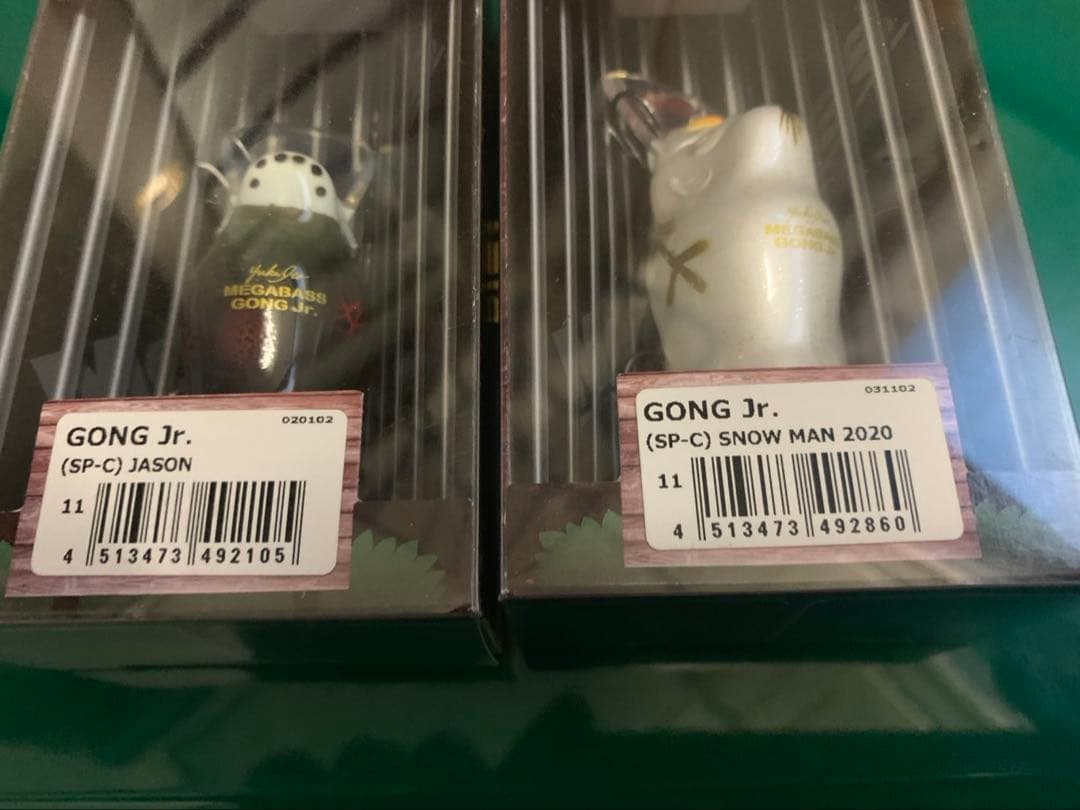 MEGABASS
GONG Jr.
020102
GONG Jr.
(SP-C) JASON
11
4 513473 492105
MEGABASS
GONG Jr.
031102
GONG Jr.
(SP-C) SNOW MAN 2020
11
4 513473 492860